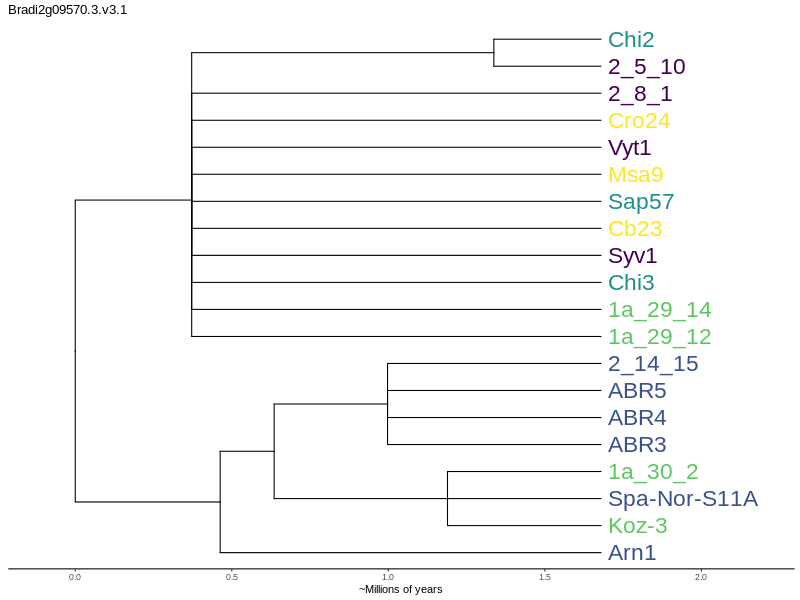 Bradi2g09570.3.v3.1
Chi2
2_5_10
2_8_1
Cro24
Vyt1
Msa9
Sap57
Cb23
Syv1
Chi3
1a_29_14
1a_29_12
2_14_15
ABR5
ABR4
ABR3
1a_30_2
Spa-Nor-S11A
Koz-3
Arn1
0.0 0.5 1.0 1.5 2.0
~Millions of years